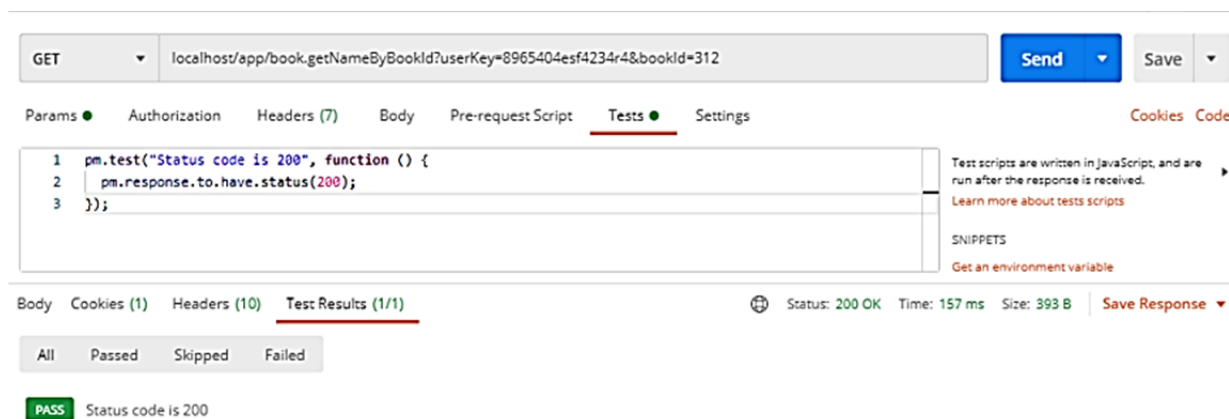 GET localhost/app/book.getNameByBookId?userKey=8965404esf4234r4&bookId=312 Send Save
Params Authorization Headers (7) Body Pre-request Script Tests Settings Cookies Code
1 pm.test("Status code is 200", function () {
2 pm.response.to.have.status(200);
3 });
Test scripts are written in JavaScript, and are
run after the response is received.
Learn more about tests scripts
SNIPPETS
Get an environment variable
Body Cookies (1) Headers (10) Test Results (1/1) Status: 200 OK Time: 157 ms Size: 393 B Save Response
All Passed Skipped Failed
PASS Status code is 200